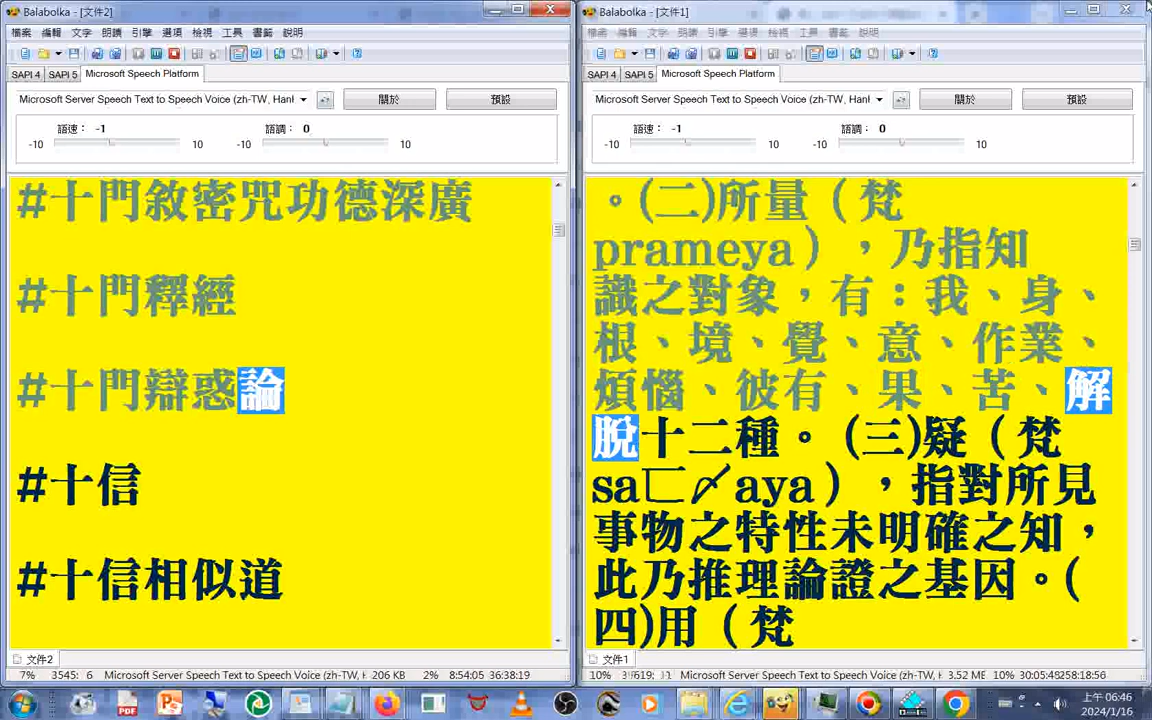 Balabolka - [文件2]
檔案 編輯 文字 朗讀 引擎 選項 檢視 工具 書籤 說明
SAPI 4 SAPI 5 Microsoft Speech Platform
Microsoft Server Speech Text to Speech Voice (zh-TW, HanH
關於 預設
語速： -1 語調： 0
-10 10 -10 10
#十門敘密咒功德深廣
#十門釋經
#十門辯惑論
#十信
#十信相似道
文件2
7% 3545: 6 Microsoft Server Speech Text to Speech Voice (zh-TW, H 206 KB 2% 8:54:05 36:38:19
Balabolka - [文件1]
檔案 編輯 文字 朗讀 引擎 選項 檢視 工具 書籤 說明
SAPI 4 SAPI 5 Microsoft Speech Platform
Microsoft Server Speech Text to Speech Voice (zh-TW, HanH
關於 預設
語速： -1 語調： 0
-10 10 -10 10
。(二)所量（梵
prameya），乃指知
識之對象，有：我、身、
根、境、覺、意、作業、
煩惱、彼有、果、苦、解
脫十二種。(三)疑（梵
sa匸〆aya），指對所見
事物之特性未明確之知，
此乃推理論證之基因。(
四)用（梵
文件1
10% Microsoft Server Speech Text to Speech Voice (zh-TW, H 3.52 MB 10%
上午 06:46
2024/1/16